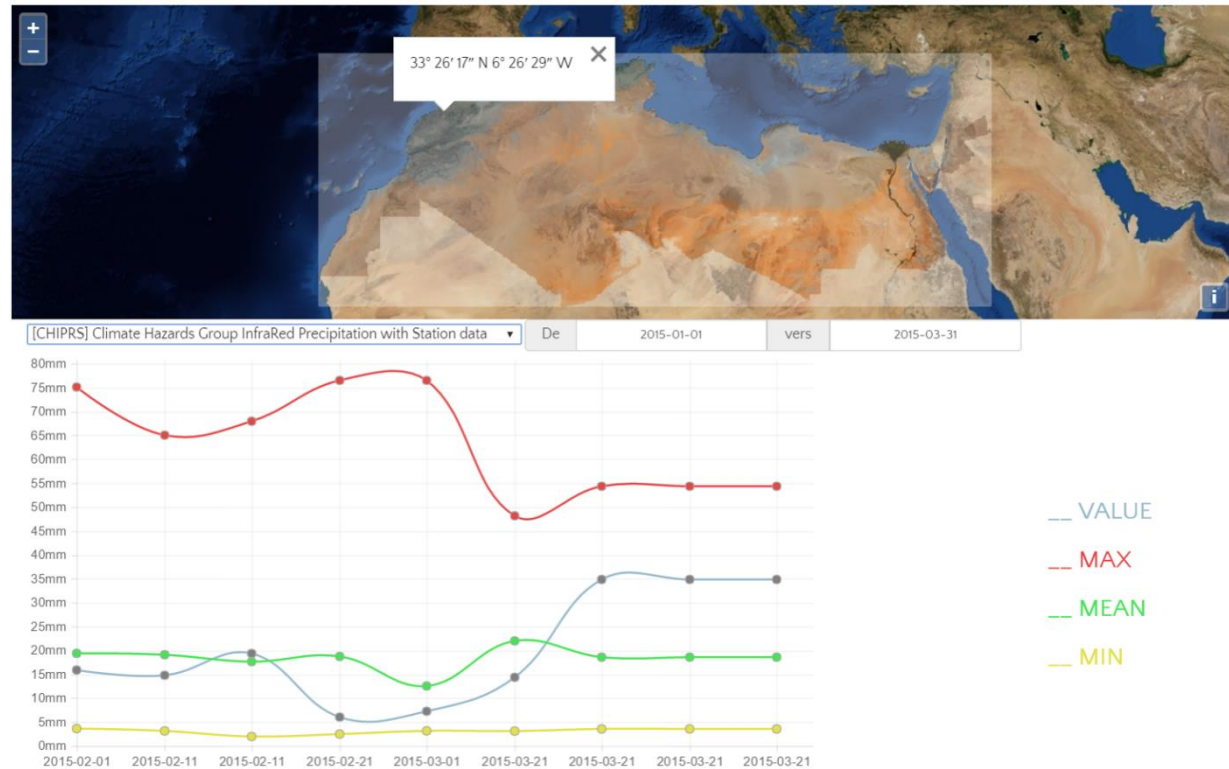 +
−
33° 26′ 17″ N 6° 26′ 29″ W ×
i
[CHIPRS] Climate Hazards Group InfraRed Precipitation with Station data ▾ De 2015-01-01 vers 2015-03-31
80mm
75mm
70mm
65mm
60mm
55mm
50mm
45mm
40mm
35mm
30mm
25mm
20mm
15mm
10mm
5mm
0mm
2015-02-01 2015-02-11 2015-02-11 2015-02-21 2015-03-01 2015-03-21 2015-03-21 2015-03-21 2015-03-21
__ VALUE
__ MAX
__ MEAN
__ MIN